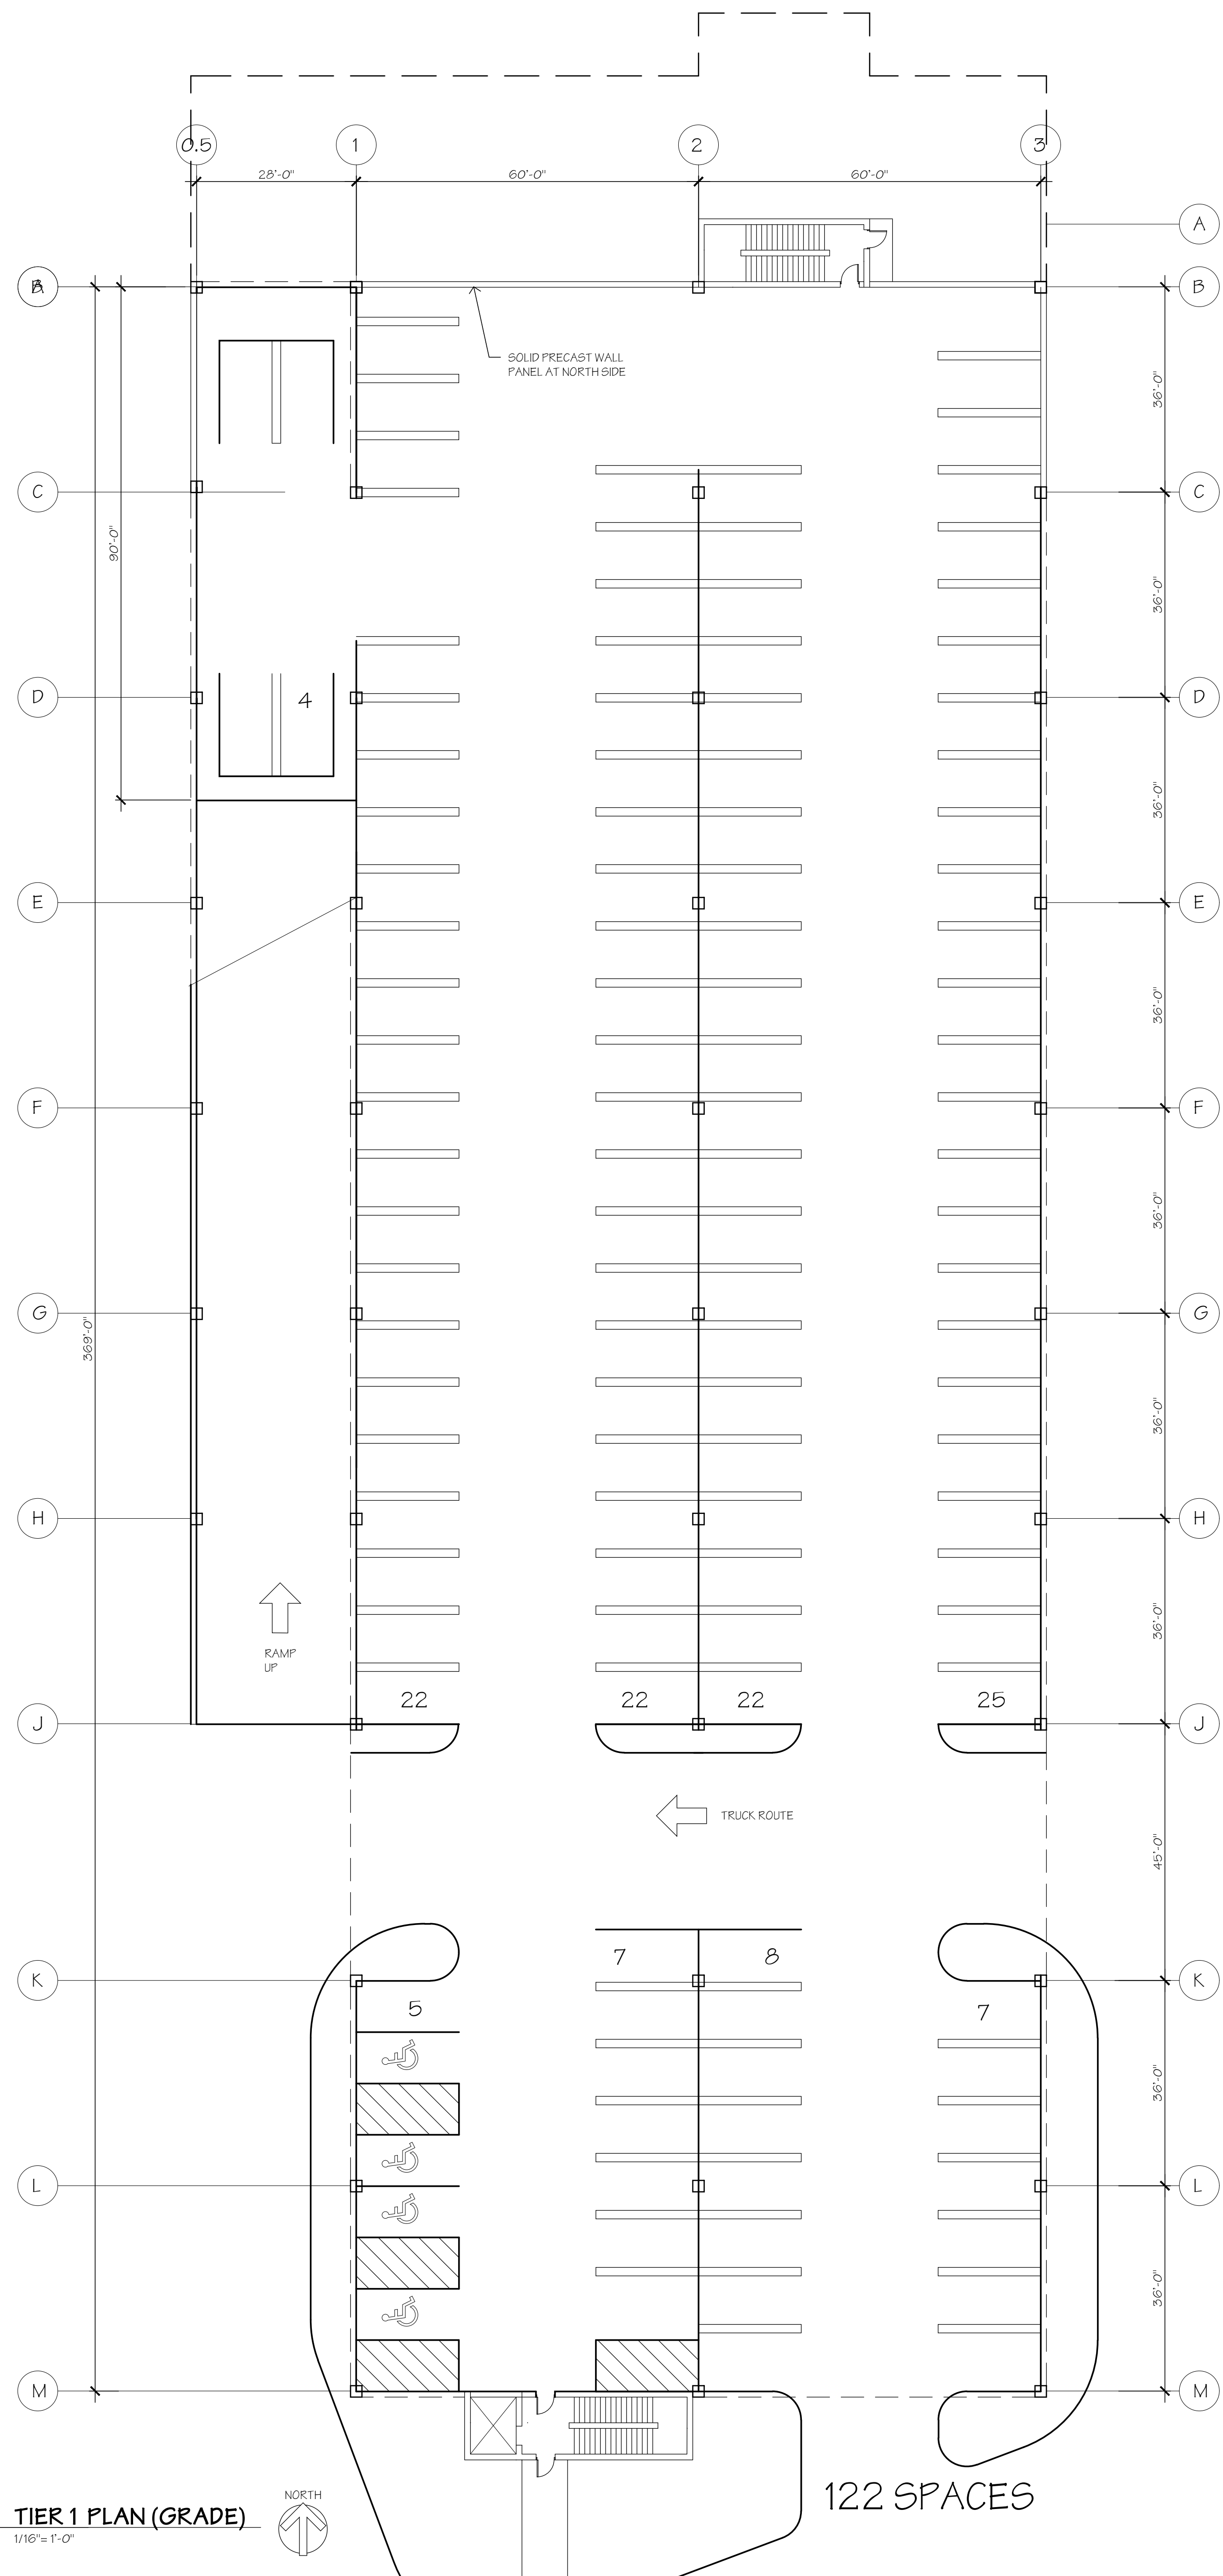 0.5 1 2 3
28'-0" 60'-0" 60'-0"
A
A B B
SOLID PRECAST WALL
PANEL AT NORTH SIDE
36'-0"
C C
90'-0"
36'-0"
D 4 D
36'-0"
E E
36'-0"
F F
36'-0"
G G
369'-0"
36'-0"
H H
RAMP
UP
36'-0"
22 22 22 25
J J
TRUCK ROUTE
45'-0"
7 8
K K
5 7
36'-0"
L L
36'-0"
M M
122 SPACES
NORTH
TIER 1 PLAN (GRADE)
1/16"= 1'-0"